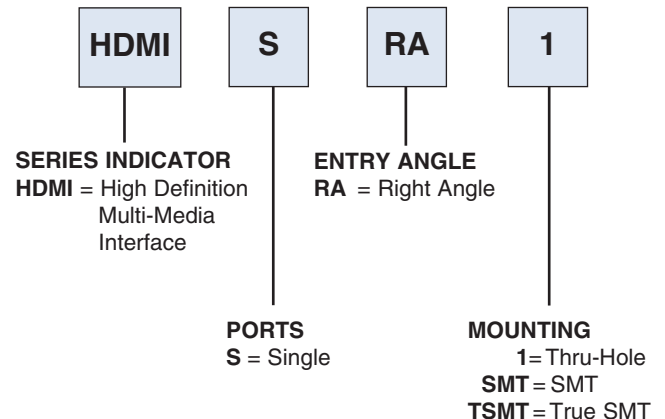 HDMI S RA 1
SERIES INDICATOR
HDMI = High Definition
Multi-Media
Interface
ENTRY ANGLE
RA = Right Angle
PORTS
S = Single
MOUNTING
1= Thru-Hole
SMT = SMT
TSMT = True SMT